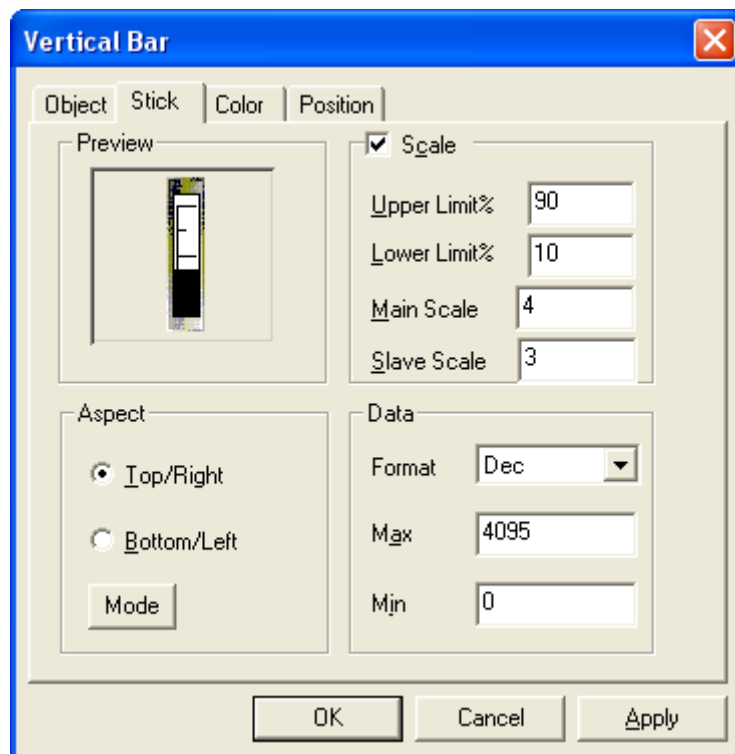 Vertical Bar
Object Stick Color Position
Preview
Scale
Upper Limit% 90
Lower Limit% 10
Main Scale 4
Slave Scale 3
Aspect
Top/Right
Bottom/Left
Mode
Data
Format Dec
Max 4095
Min 0
OK Cancel Apply